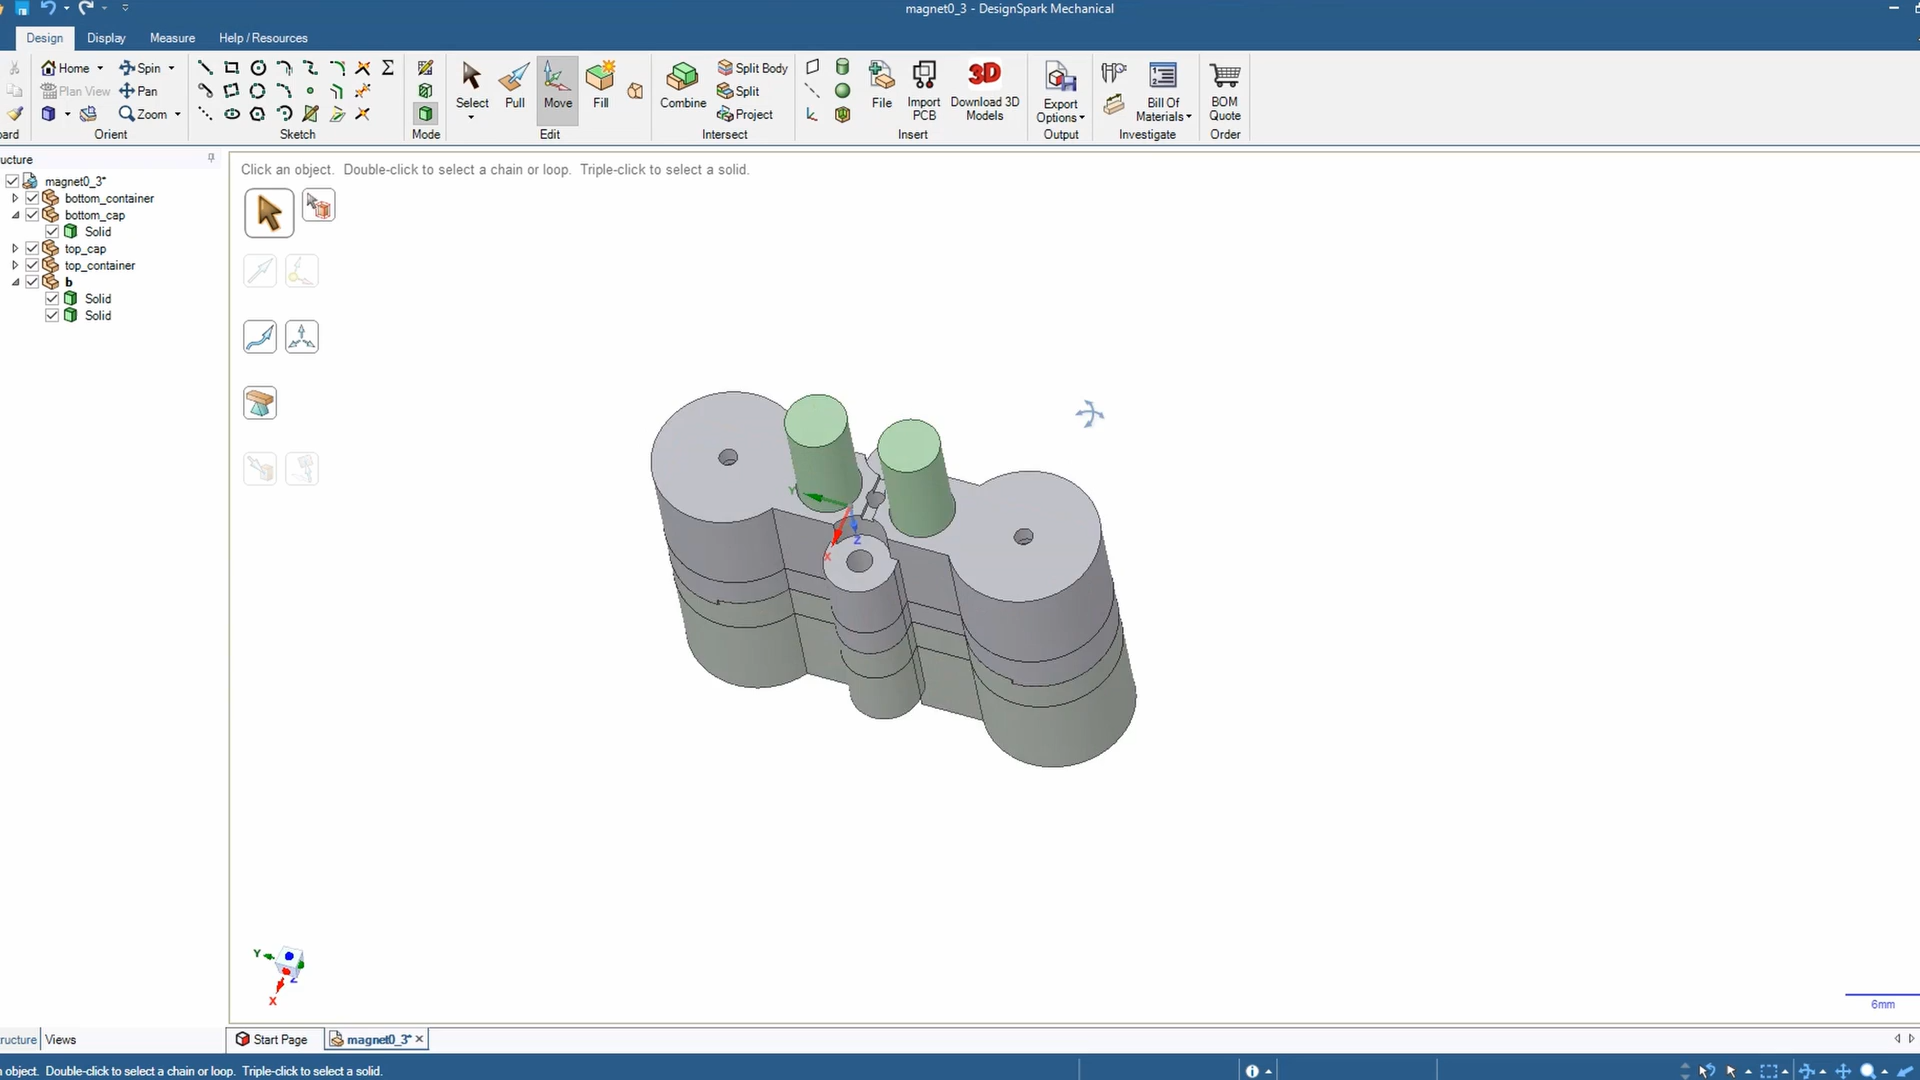 magnet0_3 - DesignSpark Mechanical
Design Display Measure Help / Resources
Home Spin
Plan View Pan
Zoom
Select Pull Move Fill
Combine Split Body
Split
Project
File Import PCB 3D Download 3D Models
Export Options Bill Of Materials BOM Quote
ard Orient Sketch Mode Edit Intersect Insert Output Investigate Order
ucture
magnet0_3*
bottom_container
bottom_cap
Solid
top_cap
top_container
b
Solid
Solid
Click an object. Double-click to select a chain or loop. Triple-click to select a solid.
Y
Z
X
Y
Z
X
6mm
ructure Views Start Page magnet0_3*
n object. Double-click to select a chain or loop. Triple-click to select a solid.